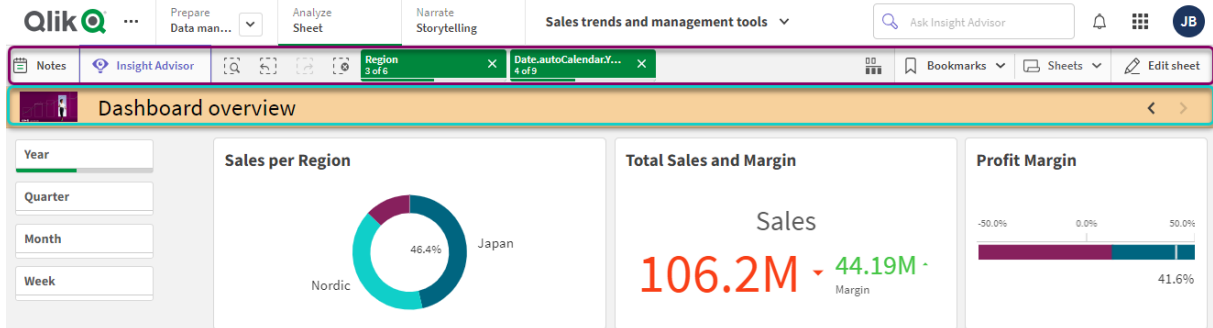 Qlik Q
Prepare
Data man...
Analyze
Sheet
Narrate
Storytelling
Sales trends and management tools
Ask Insight Advisor
JB
Notes
Insight Advisor
Region
3 of 6
Date.autoCalendar.Y...
4 of 9
Bookmarks
Sheets
Edit sheet
Dashboard overview
Year
Quarter
Month
Week
Sales per Region
46.4%
Japan
Nordic
Total Sales and Margin
Sales
106.2M
44.19M
Margin
Profit Margin
-50.0%
0.0%
50.0%
41.6%